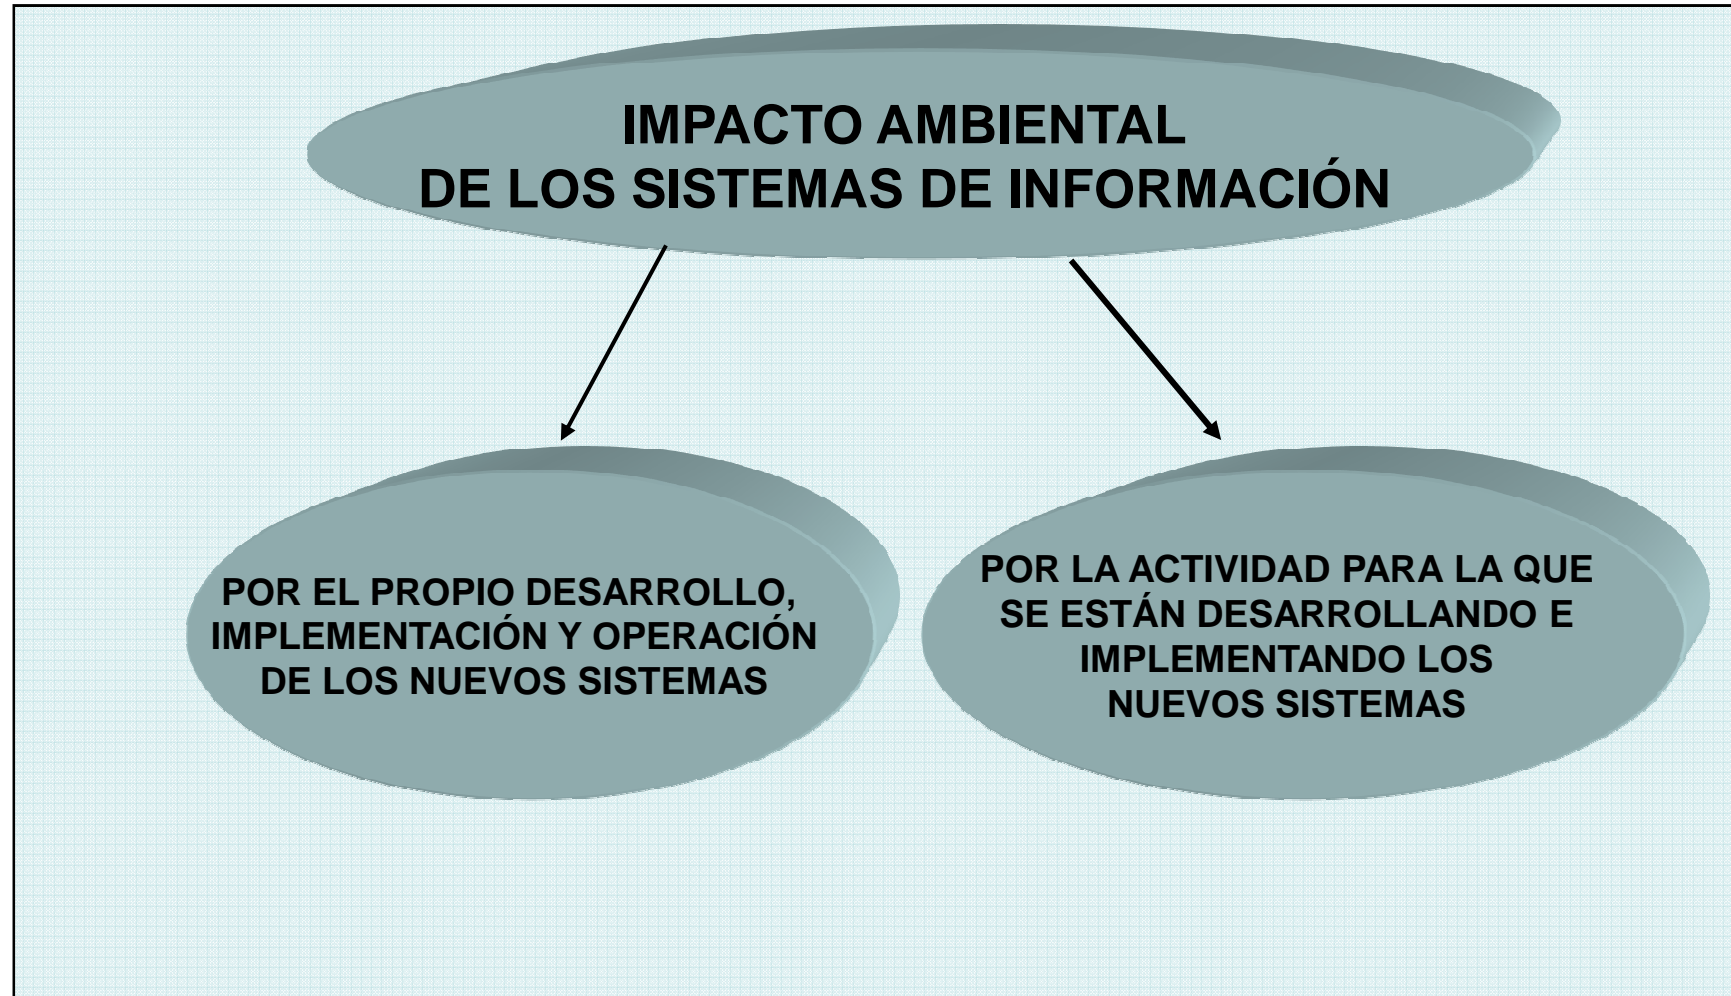 IMPACTO AMBIENTAL
DE LOS SISTEMAS DE INFORMACIÓN
POR EL PROPIO DESARROLLO,
IMPLEMENTACIÓN Y OPERACIÓN
DE LOS NUEVOS SISTEMAS
POR LA ACTIVIDAD PARA LA QUE
SE ESTÁN DESARROLLANDO E
IMPLEMENTANDO LOS
NUEVOS SISTEMAS